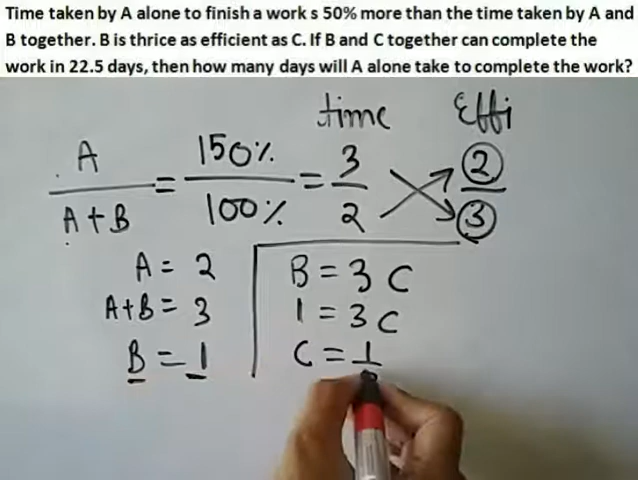 Time taken by A alone to finish a work s 50% more than the time taken by A and
B together. B is thrice as efficient as C. If B and C together can complete the
work in 22.5 days, then how many days will A alone take to complete the work?
time Effi
A/A+B = 150%/100% = 3/2 2/3
A = 2
A+B = 3
B = 1
B = 3 C
1 = 3 C
C = 1